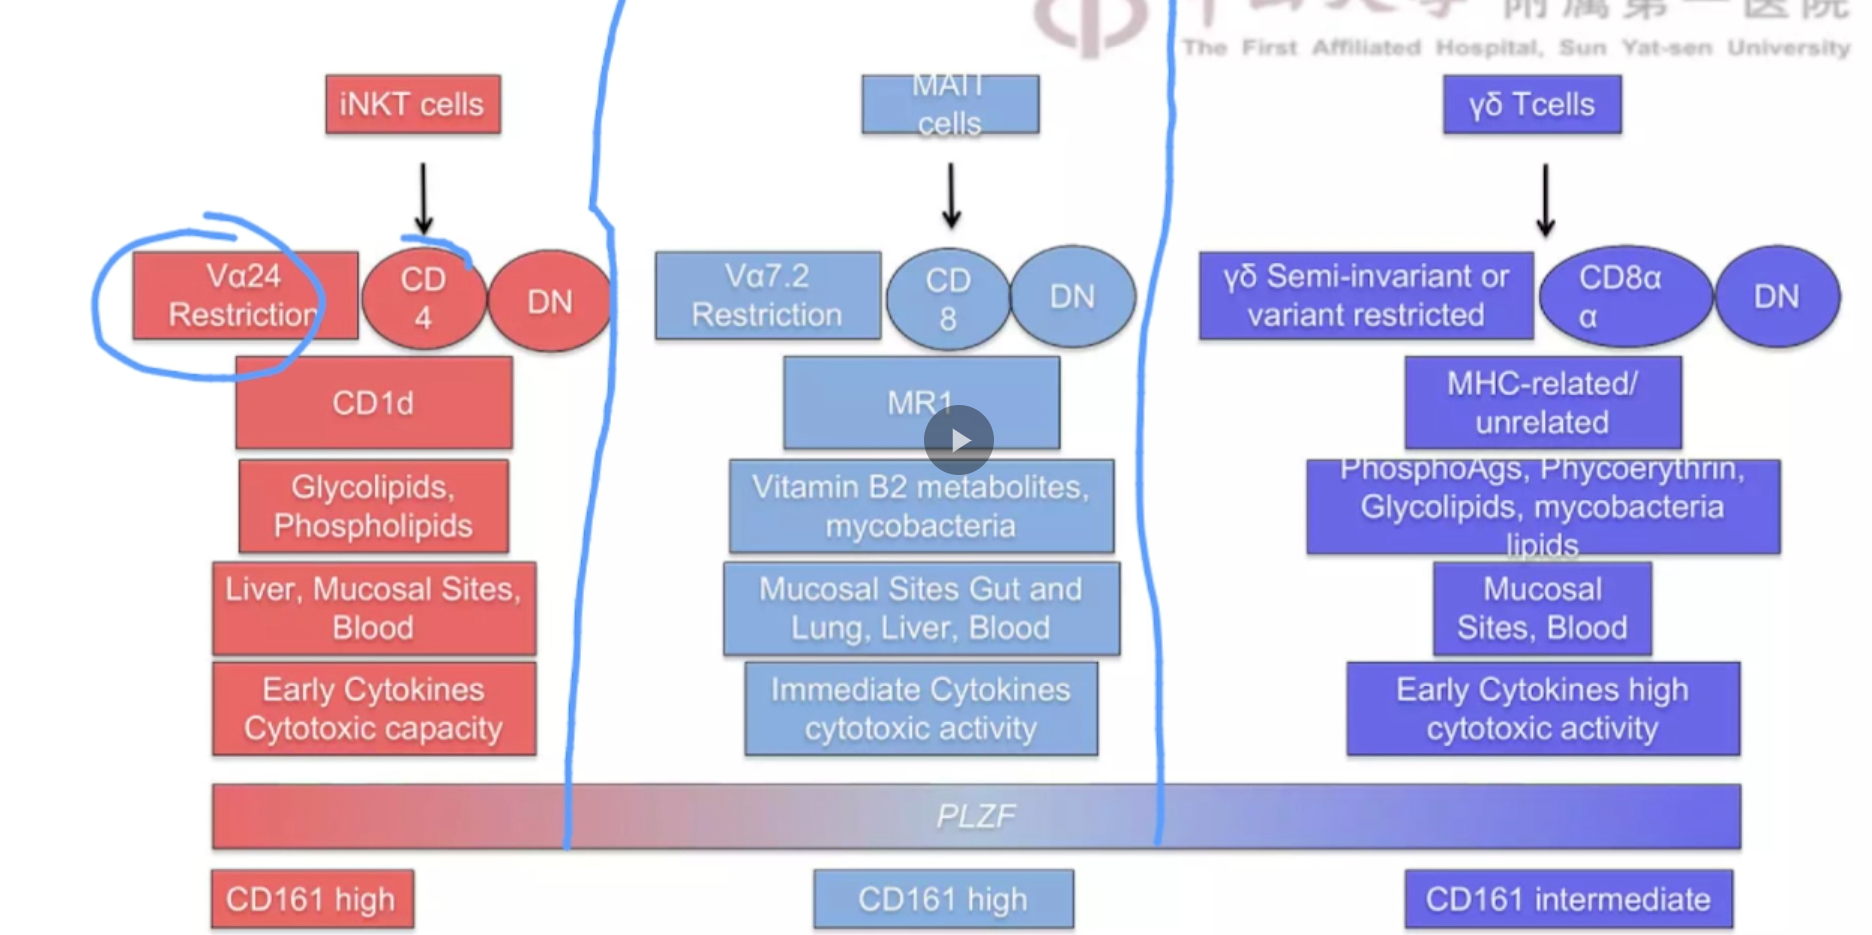 附属第一医院
The First Affiliated Hospital, Sun Yat-sen University
iNKT cells
MAIT
cells
γδ Tcells
Vα24
Restriction
CD
4
DN
Vα7.2
Restriction
CD
8
DN
γδ Semi-invariant or
variant restricted
CD8α
α
DN
CD1d
MR1
MHC-related/
unrelated
Glycolipids,
Phospholipids
Vitamin B2 metabolites,
mycobacteria
PhosphoAgs, Phycoerythrin,
Glycolipids, mycobacteria
lipids
Liver, Mucosal Sites,
Blood
Mucosal Sites Gut and
Lung, Liver, Blood
Mucosal
Sites, Blood
Early Cytokines
Cytotoxic capacity
Immediate Cytokines
cytotoxic activity
Early Cytokines high
cytotoxic activity
PLZF
CD161 high
CD161 high
CD161 intermediate